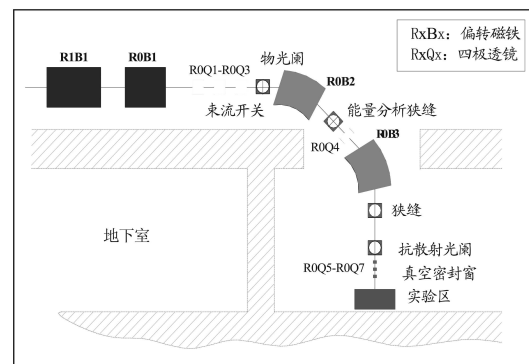 RxBx：偏转磁铁
RxQx：四极透镜
R1B1
R0B1
R0Q1-R0Q3
物光阑
R0B2
束流开关
能量分析狭缝
R0B3
R0Q4
狭缝
地下室
抗散射光阑
R0Q5-R0Q7
真空密封窗
实验区